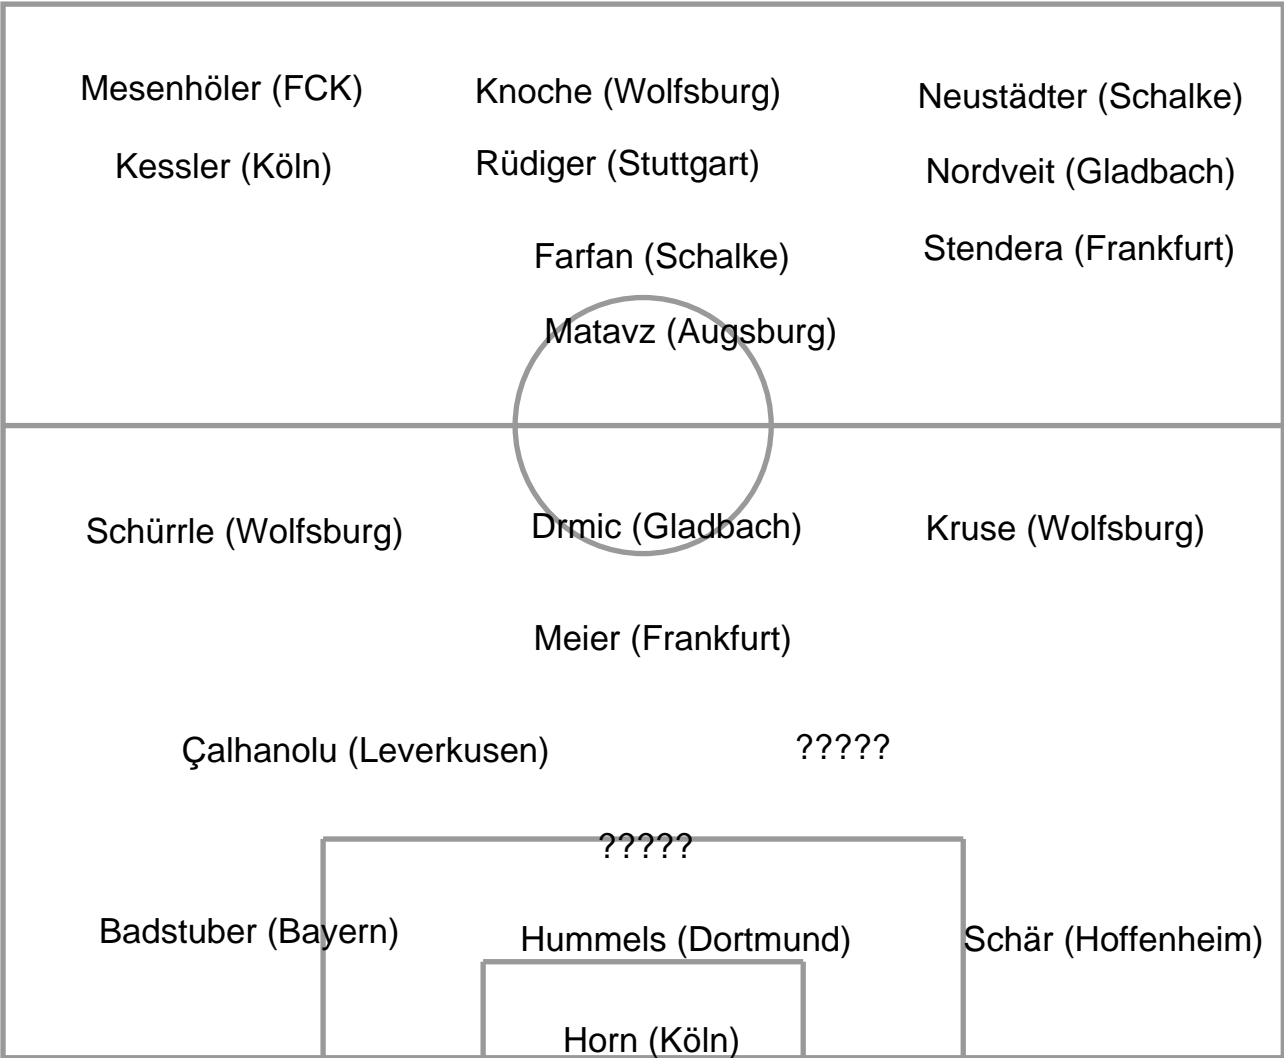 Mesenhöler (FCK)
Knoche (Wolfsburg)
Neustädter (Schalke)
Kessler (Köln)
Rüdiger (Stuttgart)
Nordveit (Gladbach)
Farfan (Schalke)
Stendera (Frankfurt)
Matavz (Augsburg)
Schürrle (Wolfsburg)
Drmic (Gladbach)
Kruse (Wolfsburg)
Meier (Frankfurt)
Çalhanolu (Leverkusen)
?????
?????
Badstuber (Bayern)
Hummels (Dortmund)
Schär (Hoffenheim)
Horn (Köln)